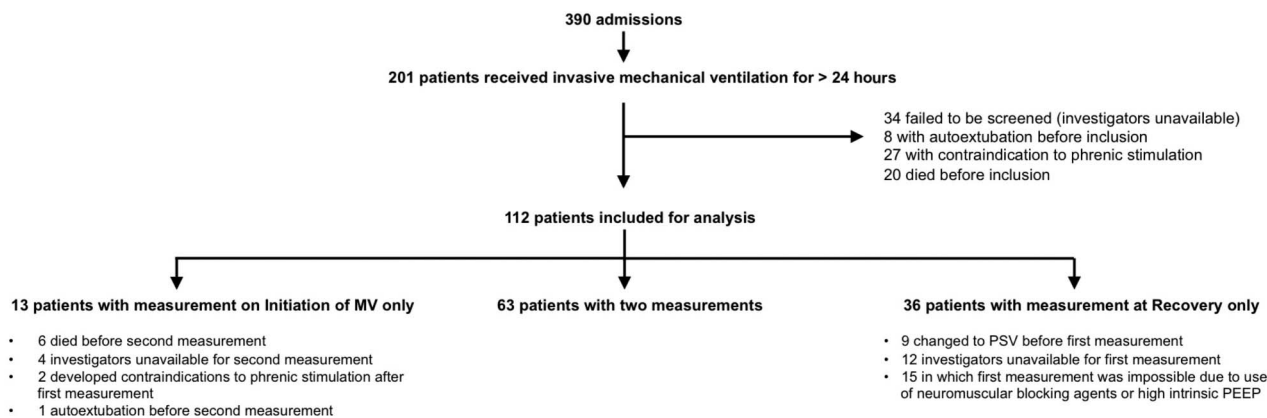 390 admissions
201 patients received invasive mechanical ventilation for > 24 hours
34 failed to be screened (investigators unavailable)
8 with autoextubation before inclusion
27 with contraindication to phrenic stimulation
20 died before inclusion
112 patients included for analysis
13 patients with measurement on Initiation of MV only
• 6 died before second measurement
• 4 investigators unavailable for second measurement
• 2 developed contraindications to phrenic stimulation after
first measurement
• 1 autoextubation before second measurement
63 patients with two measurements
36 patients with measurement at Recovery only
• 9 changed to PSV before first measurement
• 12 investigators unavailable for first measurement
• 15 in which first measurement was impossible due to use
of neuromuscular blocking agents or high intrinsic PEEP